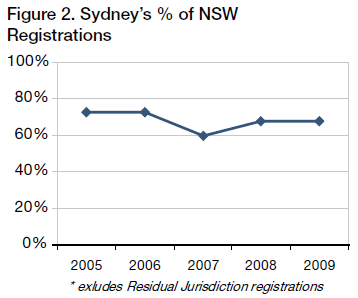 Figure 2. Sydney's % of NSW
Registrations
100%
80%
60%
40%
20%
0%
2005 2006 2007 2008 2009
* exludes Residual Jurisdiction registrations